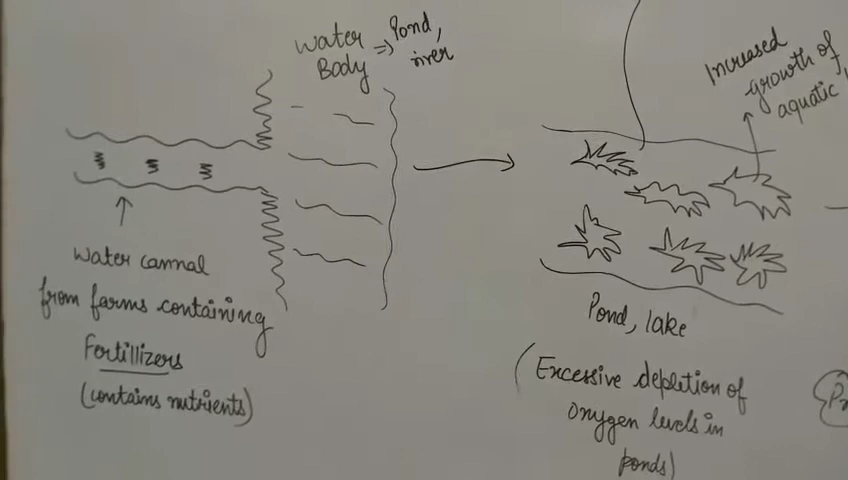 Water
Body
=> Pond,
river
Water cannal
from farms containing
Fertillizers
(contains nutrients)
Increased
growth of
aquatic
Pond, lake
(Excessive depletion of
oxygen levels in
ponds)